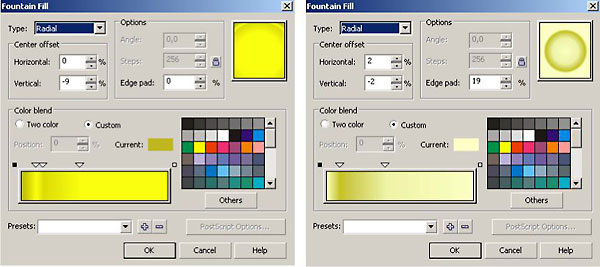 Fountain Fill
Type: Radial
Options
Angle: 0,0
Steps: 256
Edge pad: 0 %
Center offset
Horizontal: 0 %
Vertical: -9 %
Color blend
Two color
Custom
Position: 0 %
Current:
Others
Presets:
PostScript Options...
OK
Cancel
Help
Fountain Fill
Type: Radial
Options
Angle: 0,0
Steps: 256
Edge pad: 19 %
Center offset
Horizontal: 2 %
Vertical: -2 %
Color blend
Two color
Custom
Position: 0 %
Current:
Others
Presets:
PostScript Options...
OK
Cancel
Help